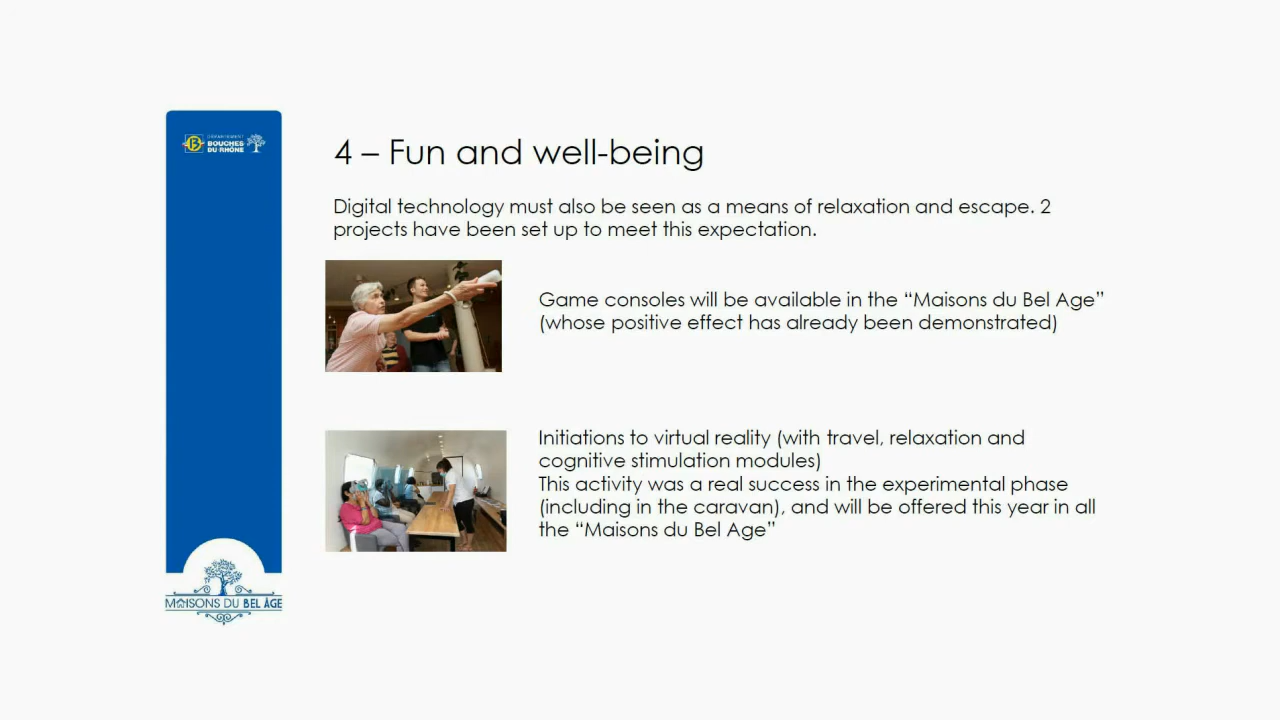 DÉPARTEMENT
BOUCHES
DU RHÔNE
4 – Fun and well-being
Digital technology must also be seen as a means of relaxation and escape. 2
projects have been set up to meet this expectation.
Game consoles will be available in the “Maisons du Bel Age”
(whose positive effect has already been demonstrated)
Initiations to virtual reality (with travel, relaxation and
cognitive stimulation modules)
This activity was a real success in the experimental phase
(including in the caravan), and will be offered this year in all
the “Maisons du Bel Age”
MAISONS DU BEL ÂGE